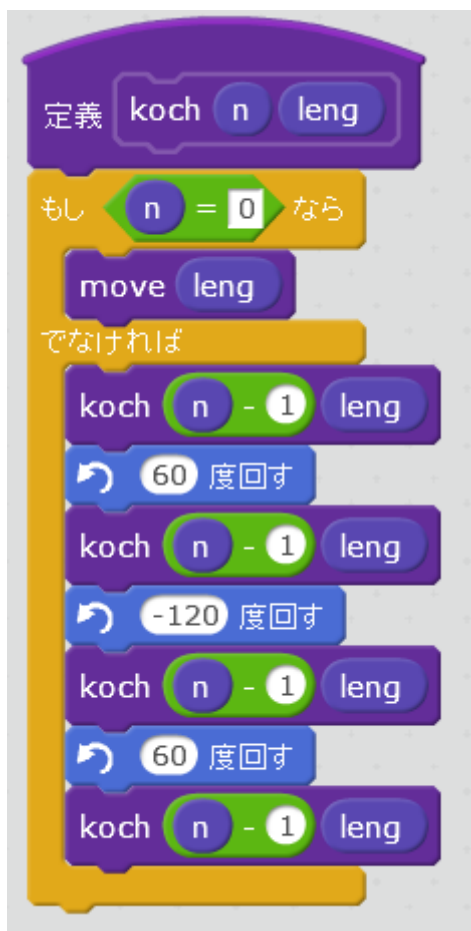 定義 koch n leng
もし n = 0 なら
move leng
でなければ
koch n - 1 leng
60 度回す
koch n - 1 leng
-120 度回す
koch n - 1 leng
60 度回す
koch n - 1 leng